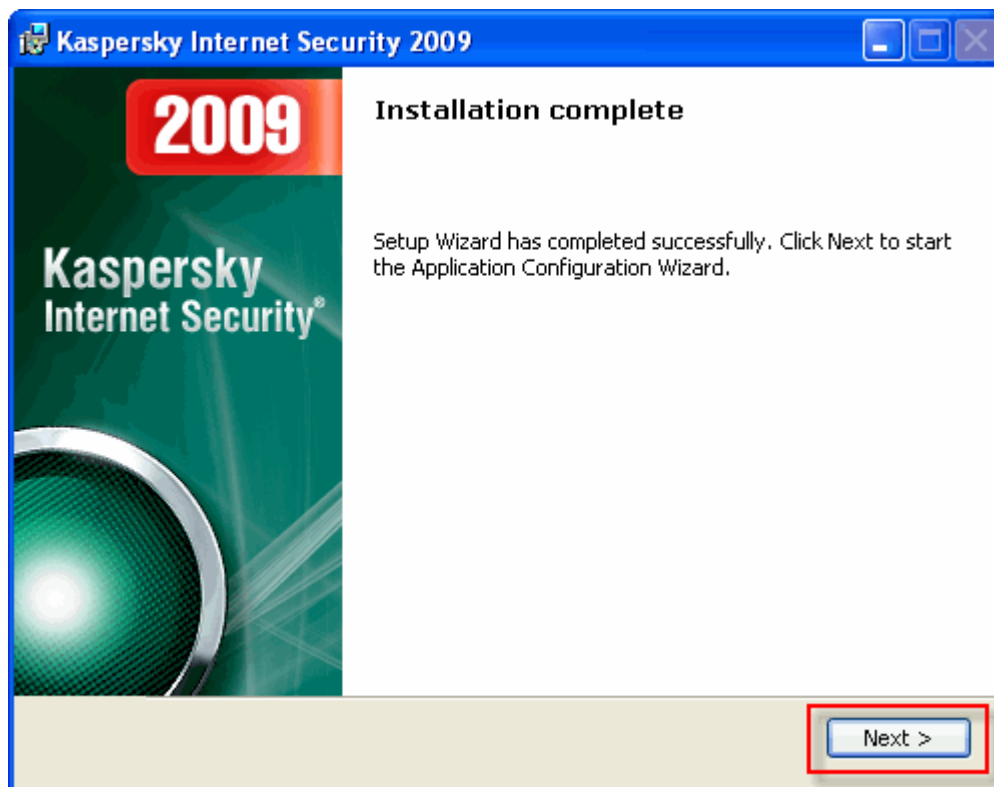 Kaspersky Internet Security 2009
2009
Kaspersky
Internet Security®
Installation complete
Setup Wizard has completed successfully. Click Next to start
the Application Configuration Wizard.
Next >